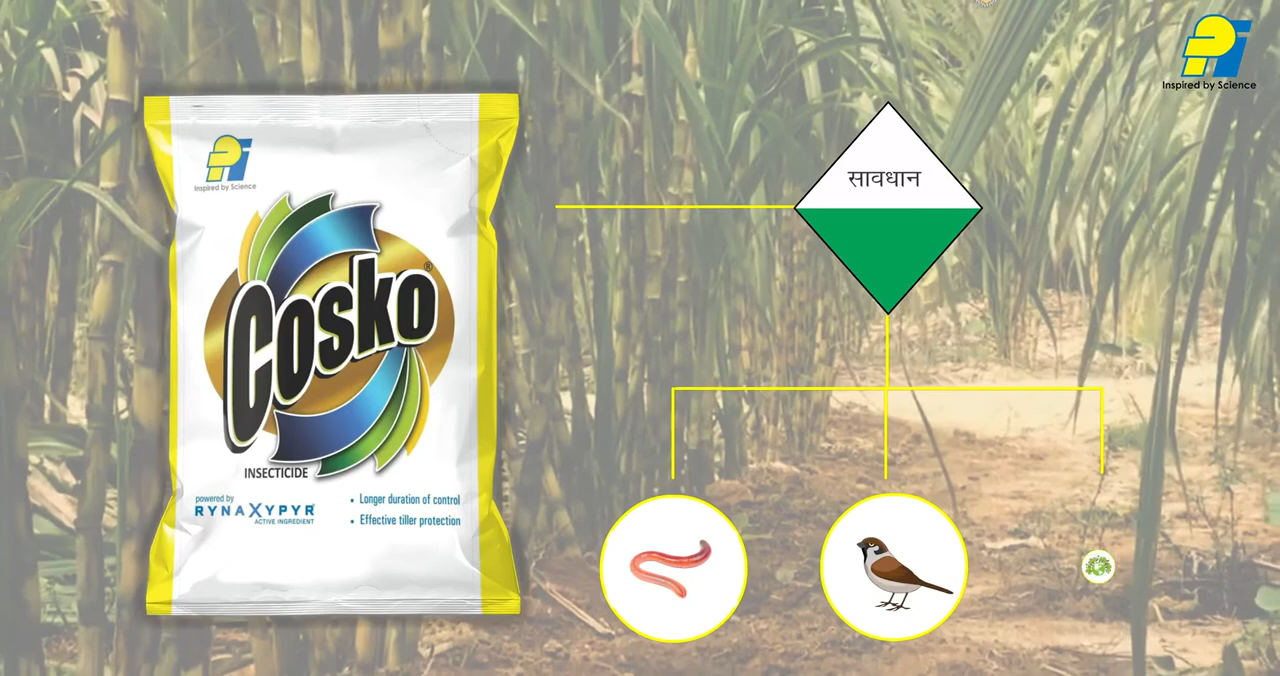 Inspired by Science
Inspired by Science
Cosko®
INSECTICIDE
powered by
RYNAXYPYR®
ACTIVE INGREDIENT
• Longer duration of control
• Effective tiller protection
सावधान